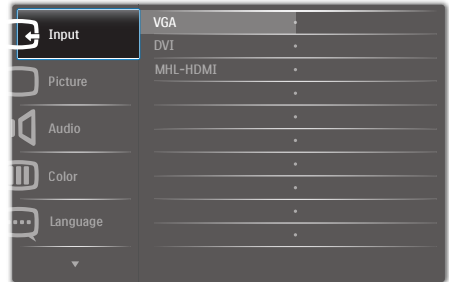 Input
Picture
Audio
Color
Language
VGA
DVI
MHL-HDMI